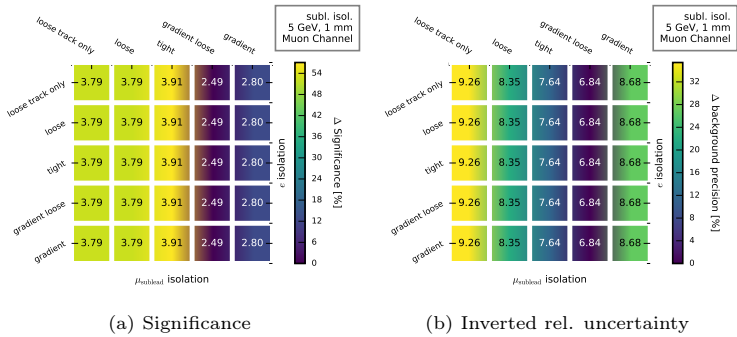 subl. isol.
5 GeV, 1 mm
Muon Channel
loose track only
loose
tight
gradient loose
gradient
loose track only
3.79 3.79 3.91 2.49 2.80
loose
3.79 3.79 3.91 2.49 2.80
tight
3.79 3.79 3.91 2.49 2.80
gradient loose
3.79 3.79 3.91 2.49 2.80
gradient
3.79 3.79 3.91 2.49 2.80
μsublead isolation
e isolation
54
48
42
36
30
24
18
12
6
0
Δ Significance [%]
(a) Significance
subl. isol.
5 GeV, 1 mm
Muon Channel
loose track only
loose
tight
gradient loose
gradient
loose track only
9.26 8.35 7.64 6.84 8.68
loose
9.26 8.35 7.64 6.84 8.68
tight
9.26 8.35 7.64 6.84 8.68
gradient loose
9.26 8.35 7.64 6.84 8.68
gradient
9.26 8.35 7.64 6.84 8.68
μsublead isolation
e isolation
32
28
24
20
16
12
8
4
0
Δ background precision [%]
(b) Inverted rel. uncertainty